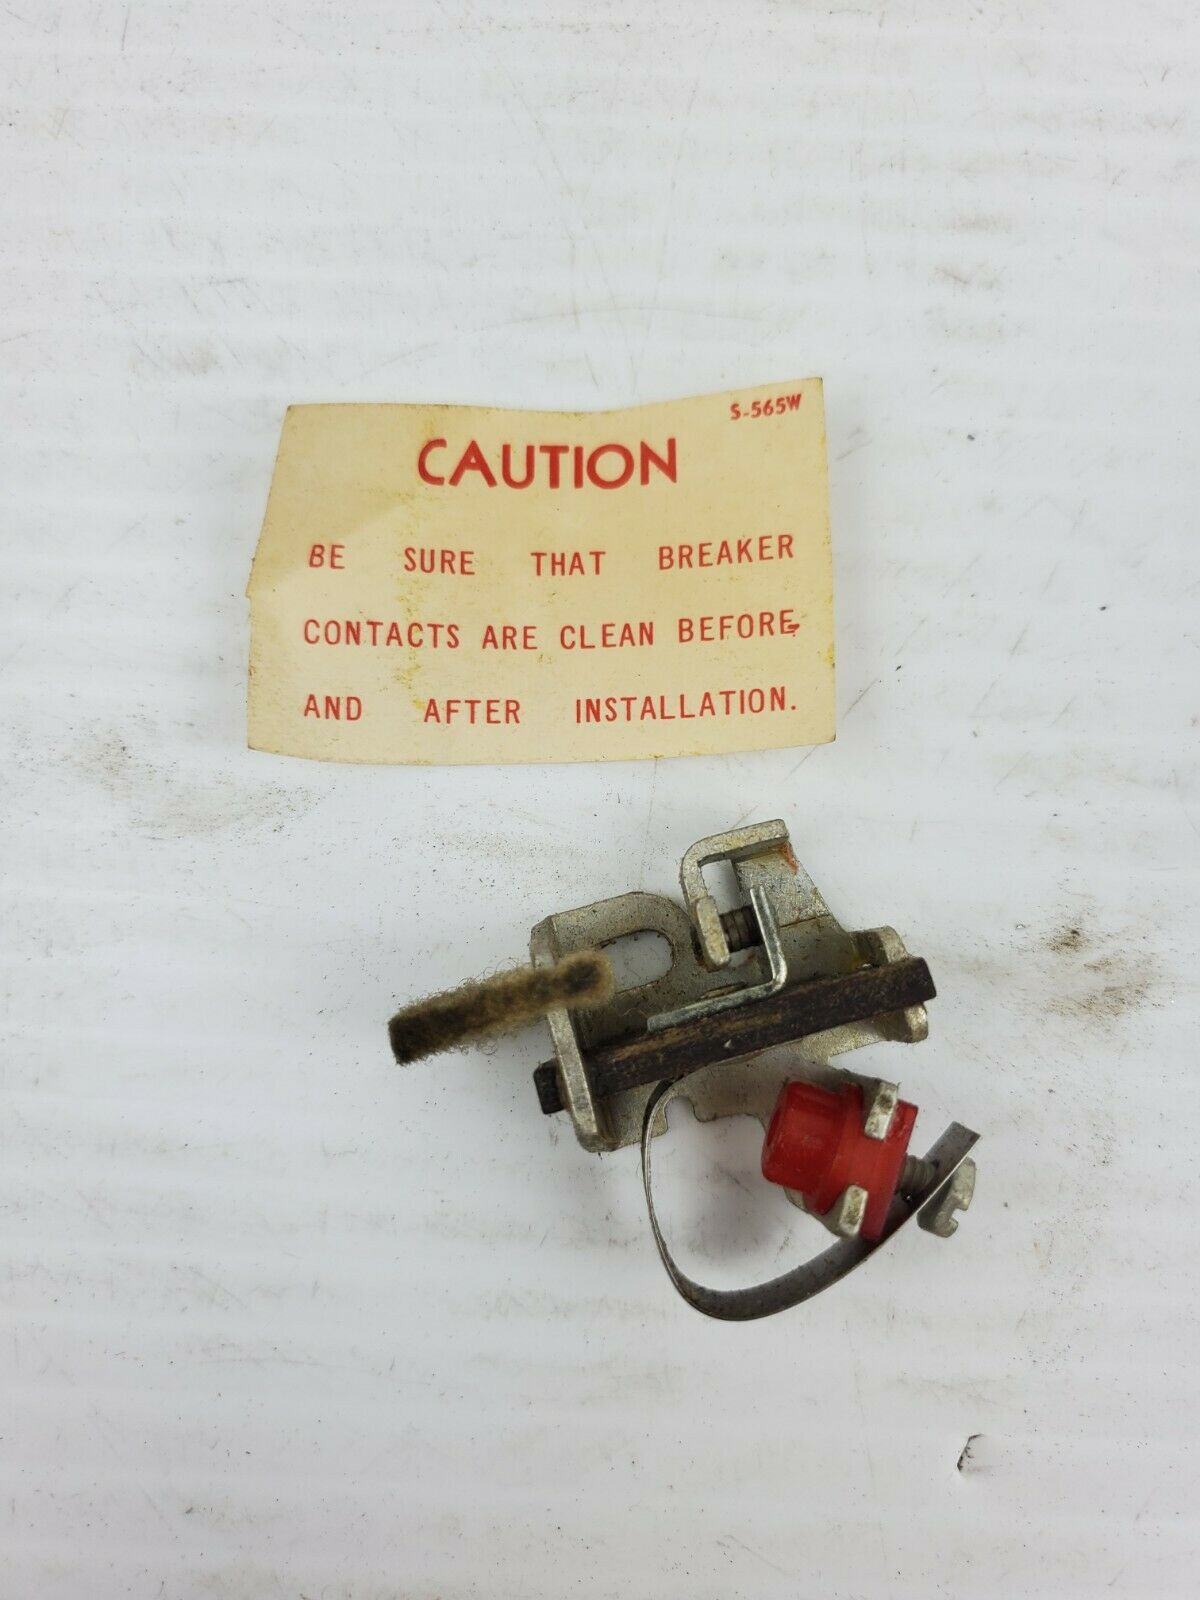 S-565W
CAUTION
BE SURE THAT BREAKER
CONTACTS ARE CLEAN BEFORE
AND AFTER INSTALLATION.